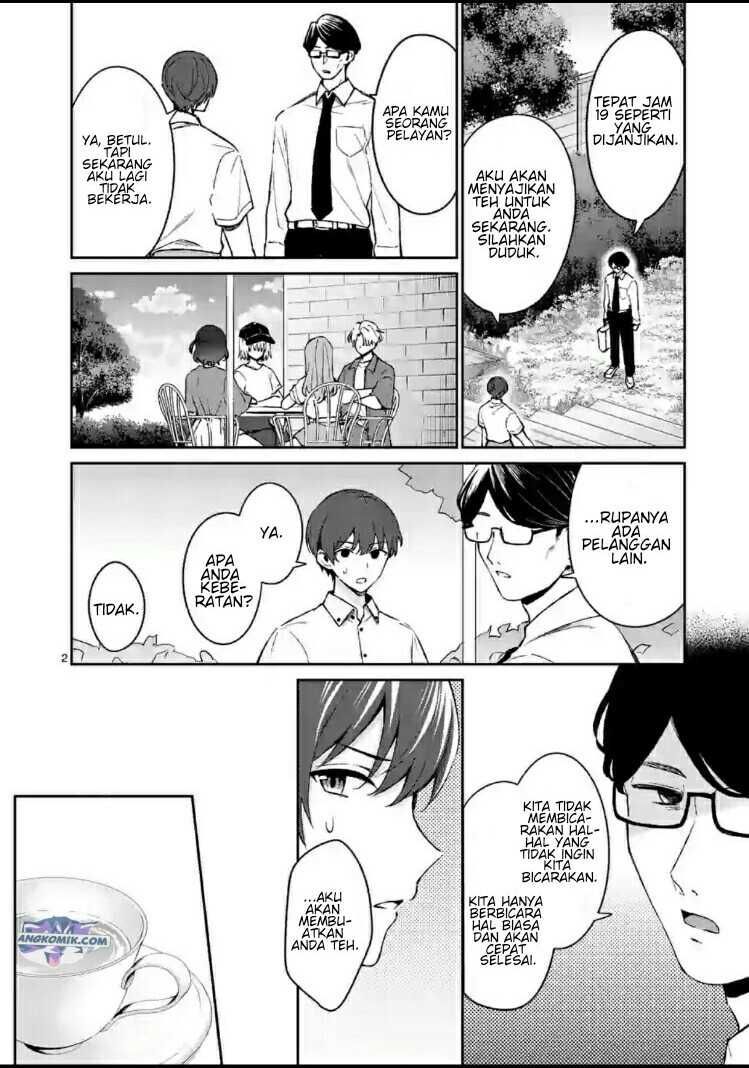 TEPAT JAM
19 SEPERTI
YANG
DIJANJIKAN.
AKU AKAN
MENYAJIKAN
TEH UNTUK
ANDA
SEKARANG.
SILAHKAN
DUDUK.
APA KAMU
SEORANG
PELAYAN?
YA, BETUL.
TAPI
SEKARANG
AKU LAGI
TIDAK
BEKERJA.
...RUPANYA
ADA
PELANGGAN
LAIN.
YA.
APA
ANDA
KEBE-
RATAN?
TIDAK.
2
KITA TIDAK
MEMBICA-
RAKAN HAL-
HAL YANG
TIDAK INGIN
KITA
BICARAKAN.
KITA HANYA
BERBICARA
HAL BIASA
DAN AKAN
CEPAT
SELESAI.
...AKU
AKAN
MEMBU-
ATKAN
ANDA TEH.
ANGKOMIK.COM